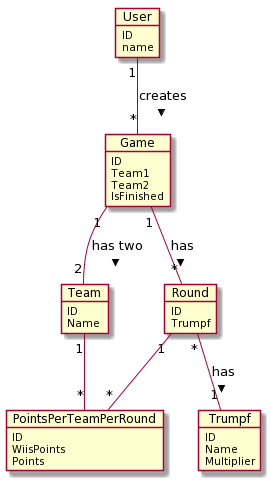 User
ID
name
1
creates
▼
*
Game
ID
Team1
Team2
IsFinished
1
1
has two
▼
has
▼
2
*
Team
ID
Name
Round
ID
Trumpf
1
1
*
has
▼
*
*
1
PointsPerTeamPerRound
ID
WiisPoints
Points
Trumpf
ID
Name
Multiplier